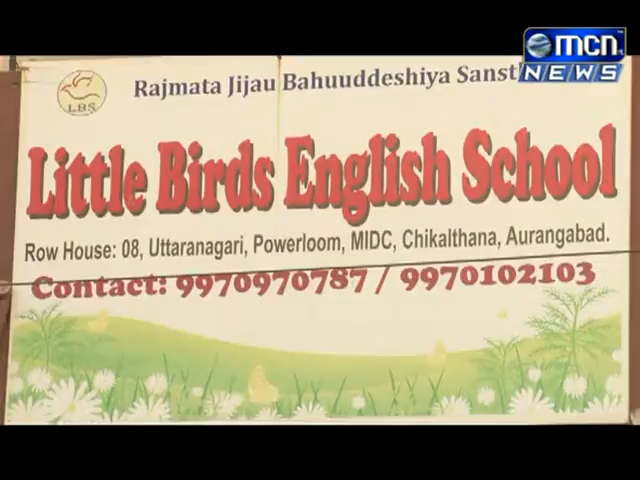 mcn
NEWS
LBS
Rajmata Jijau Bahuuddeshiya
Little Birds English School
Row House: 08, Uttaranagari, Powerloom, MIDC, Chikalthana, Aurangabad.
Contact: 9970970787 / 9970102103